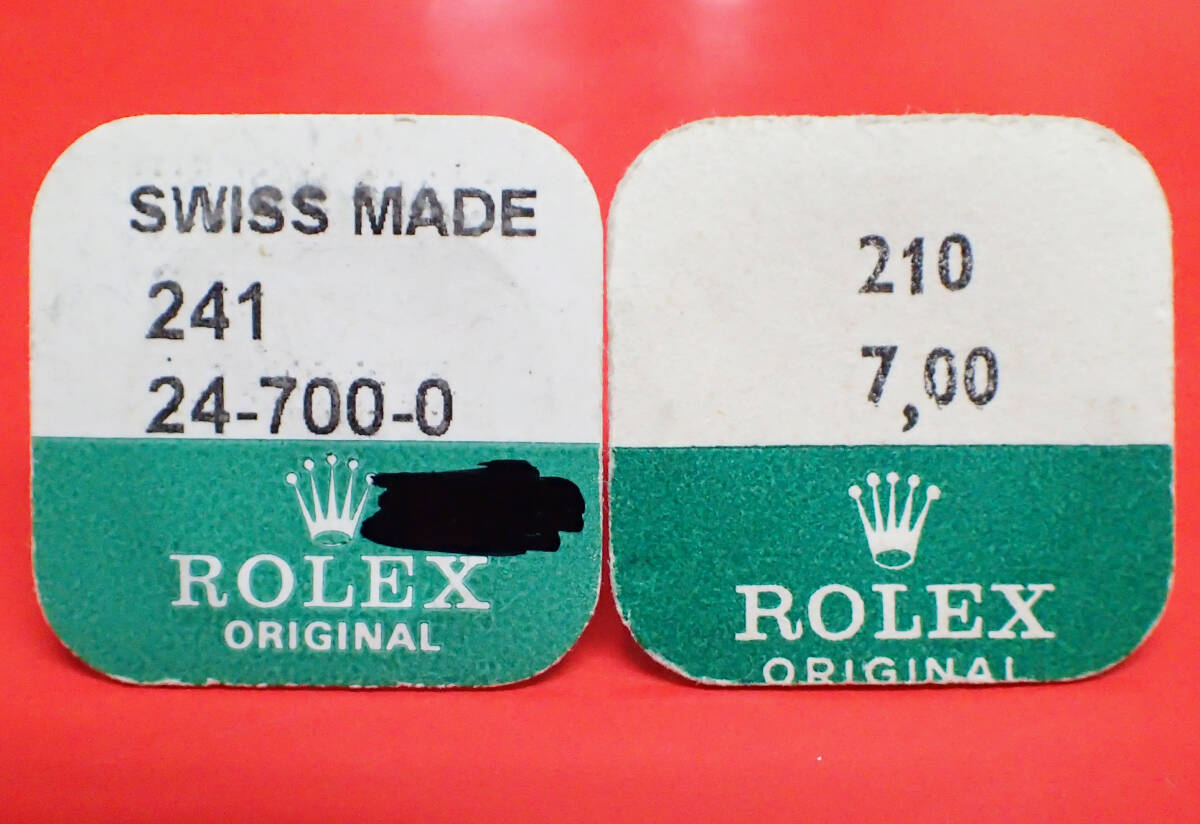 SWISS MADE
241
24-700-0
ROLEX
ORIGINAL
210
7,00
ROLEX
ORIGINAL